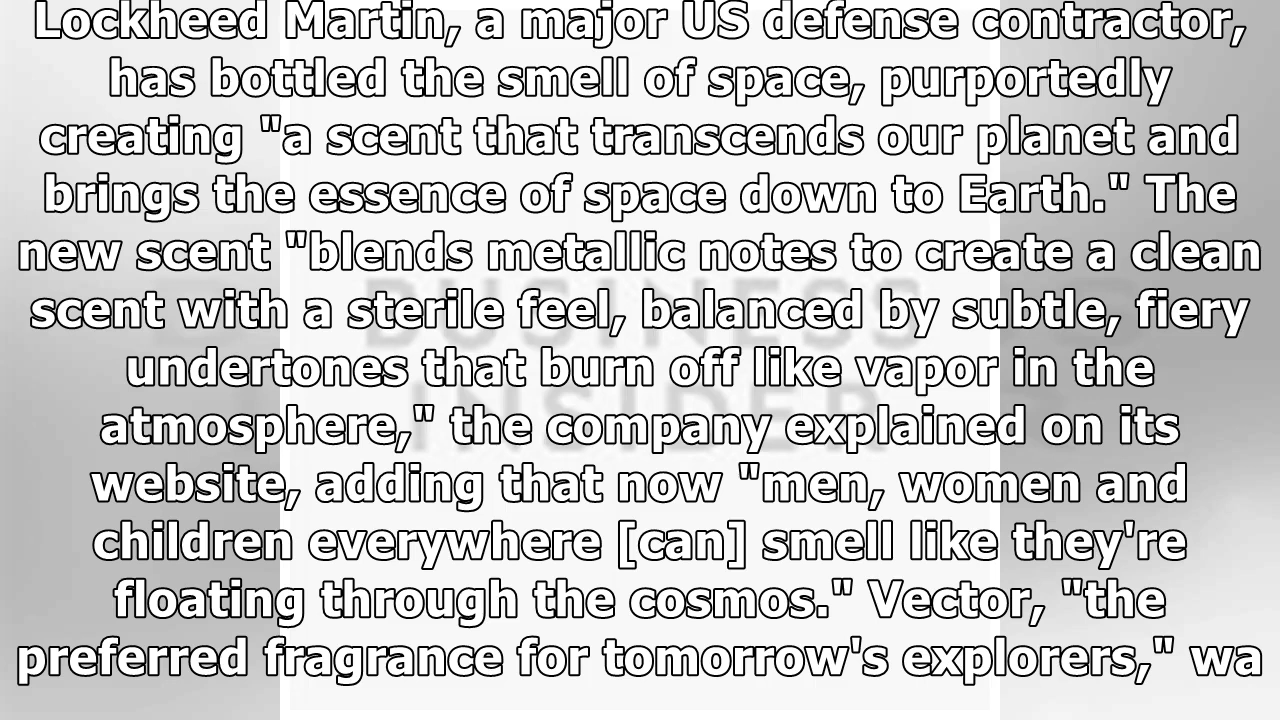 Lockheed Martin, a major US defense contractor,
has bottled the smell of space, purportedly
creating "a scent that transcends our planet and
brings the essence of space down to Earth." The
new scent "blends metallic notes to create a clean
scent with a sterile feel, balanced by subtle, fiery
undertones that burn off like vapor in the
atmosphere," the company explained on its
website, adding that now "men, women and
children everywhere [can] smell like they're
floating through the cosmos." Vector, "the
preferred fragrance for tomorrow's explorers," wa
BUSINESS
INSIDER